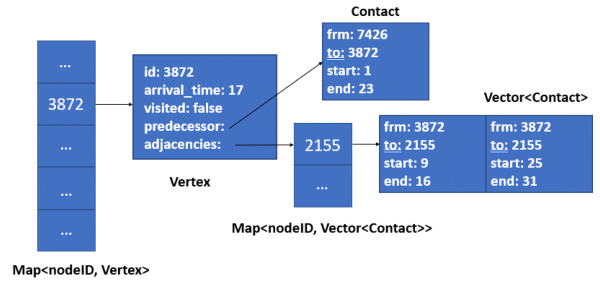 Contact
frm: 7426
to: 3872
start: 1
end: 23
...
3872
...
...
...
Map<nodeID, Vertex>
id: 3872
arrival_time: 17
visited: false
predecessor:
adjacencies:
Vertex
2155
...
Map<nodeID, Vector<Contact>>
Vector<Contact>
frm: 3872
to: 2155
start: 9
end: 16
frm: 3872
to: 2155
start: 25
end: 31